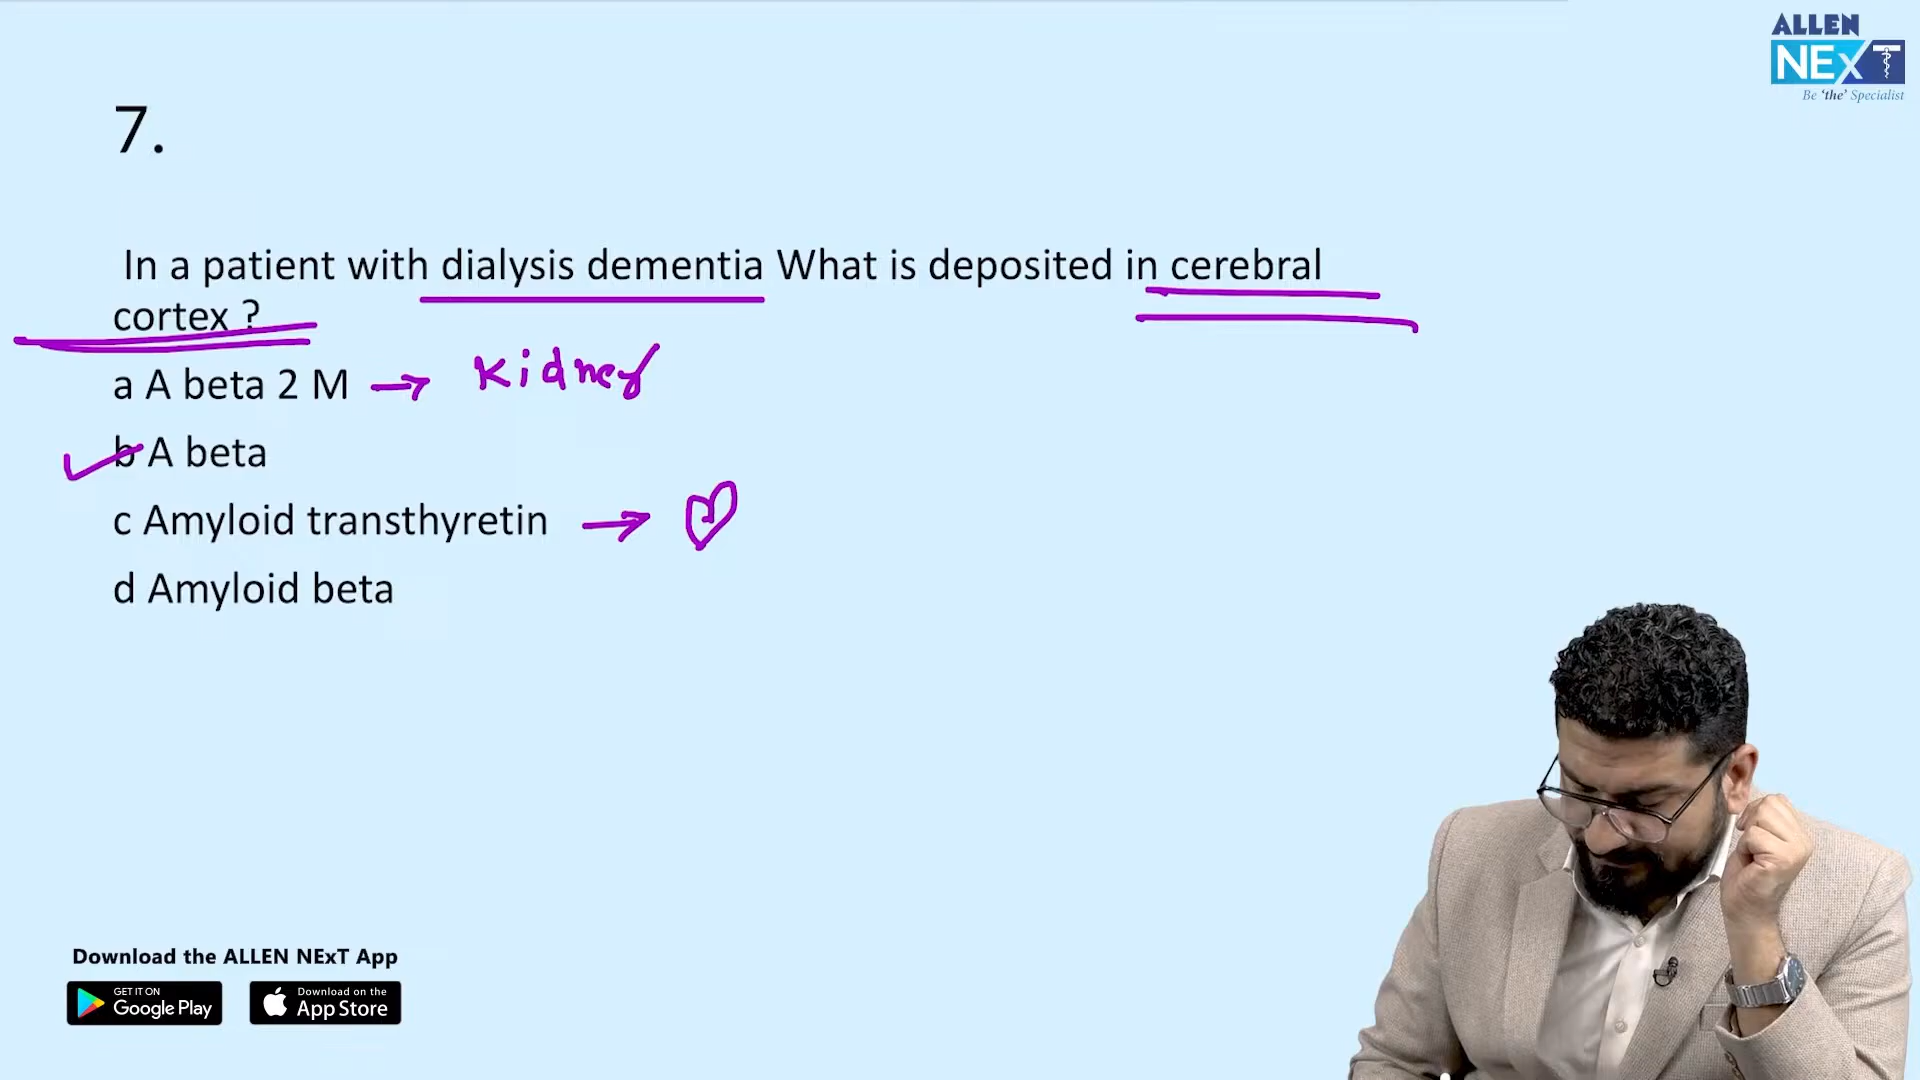 ALLEN
NExT
Be 'the' Specialist
7.
In a patient with dialysis dementia What is deposited in cerebral
cortex ?
a A beta 2 M → Kidney
b A beta
c Amyloid transthyretin →
d Amyloid beta
Download the ALLEN NExT App
GET IT ON
Google Play
Download on the
App Store